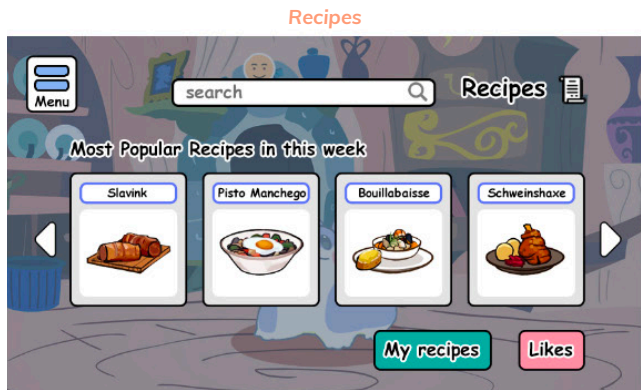 Recipes
Menu
search
Recipes
Most Popular Recipes in this week
Slavink
Pisto Manchego
Bouillabaisse
Schweinshaxe
My recipes
Likes